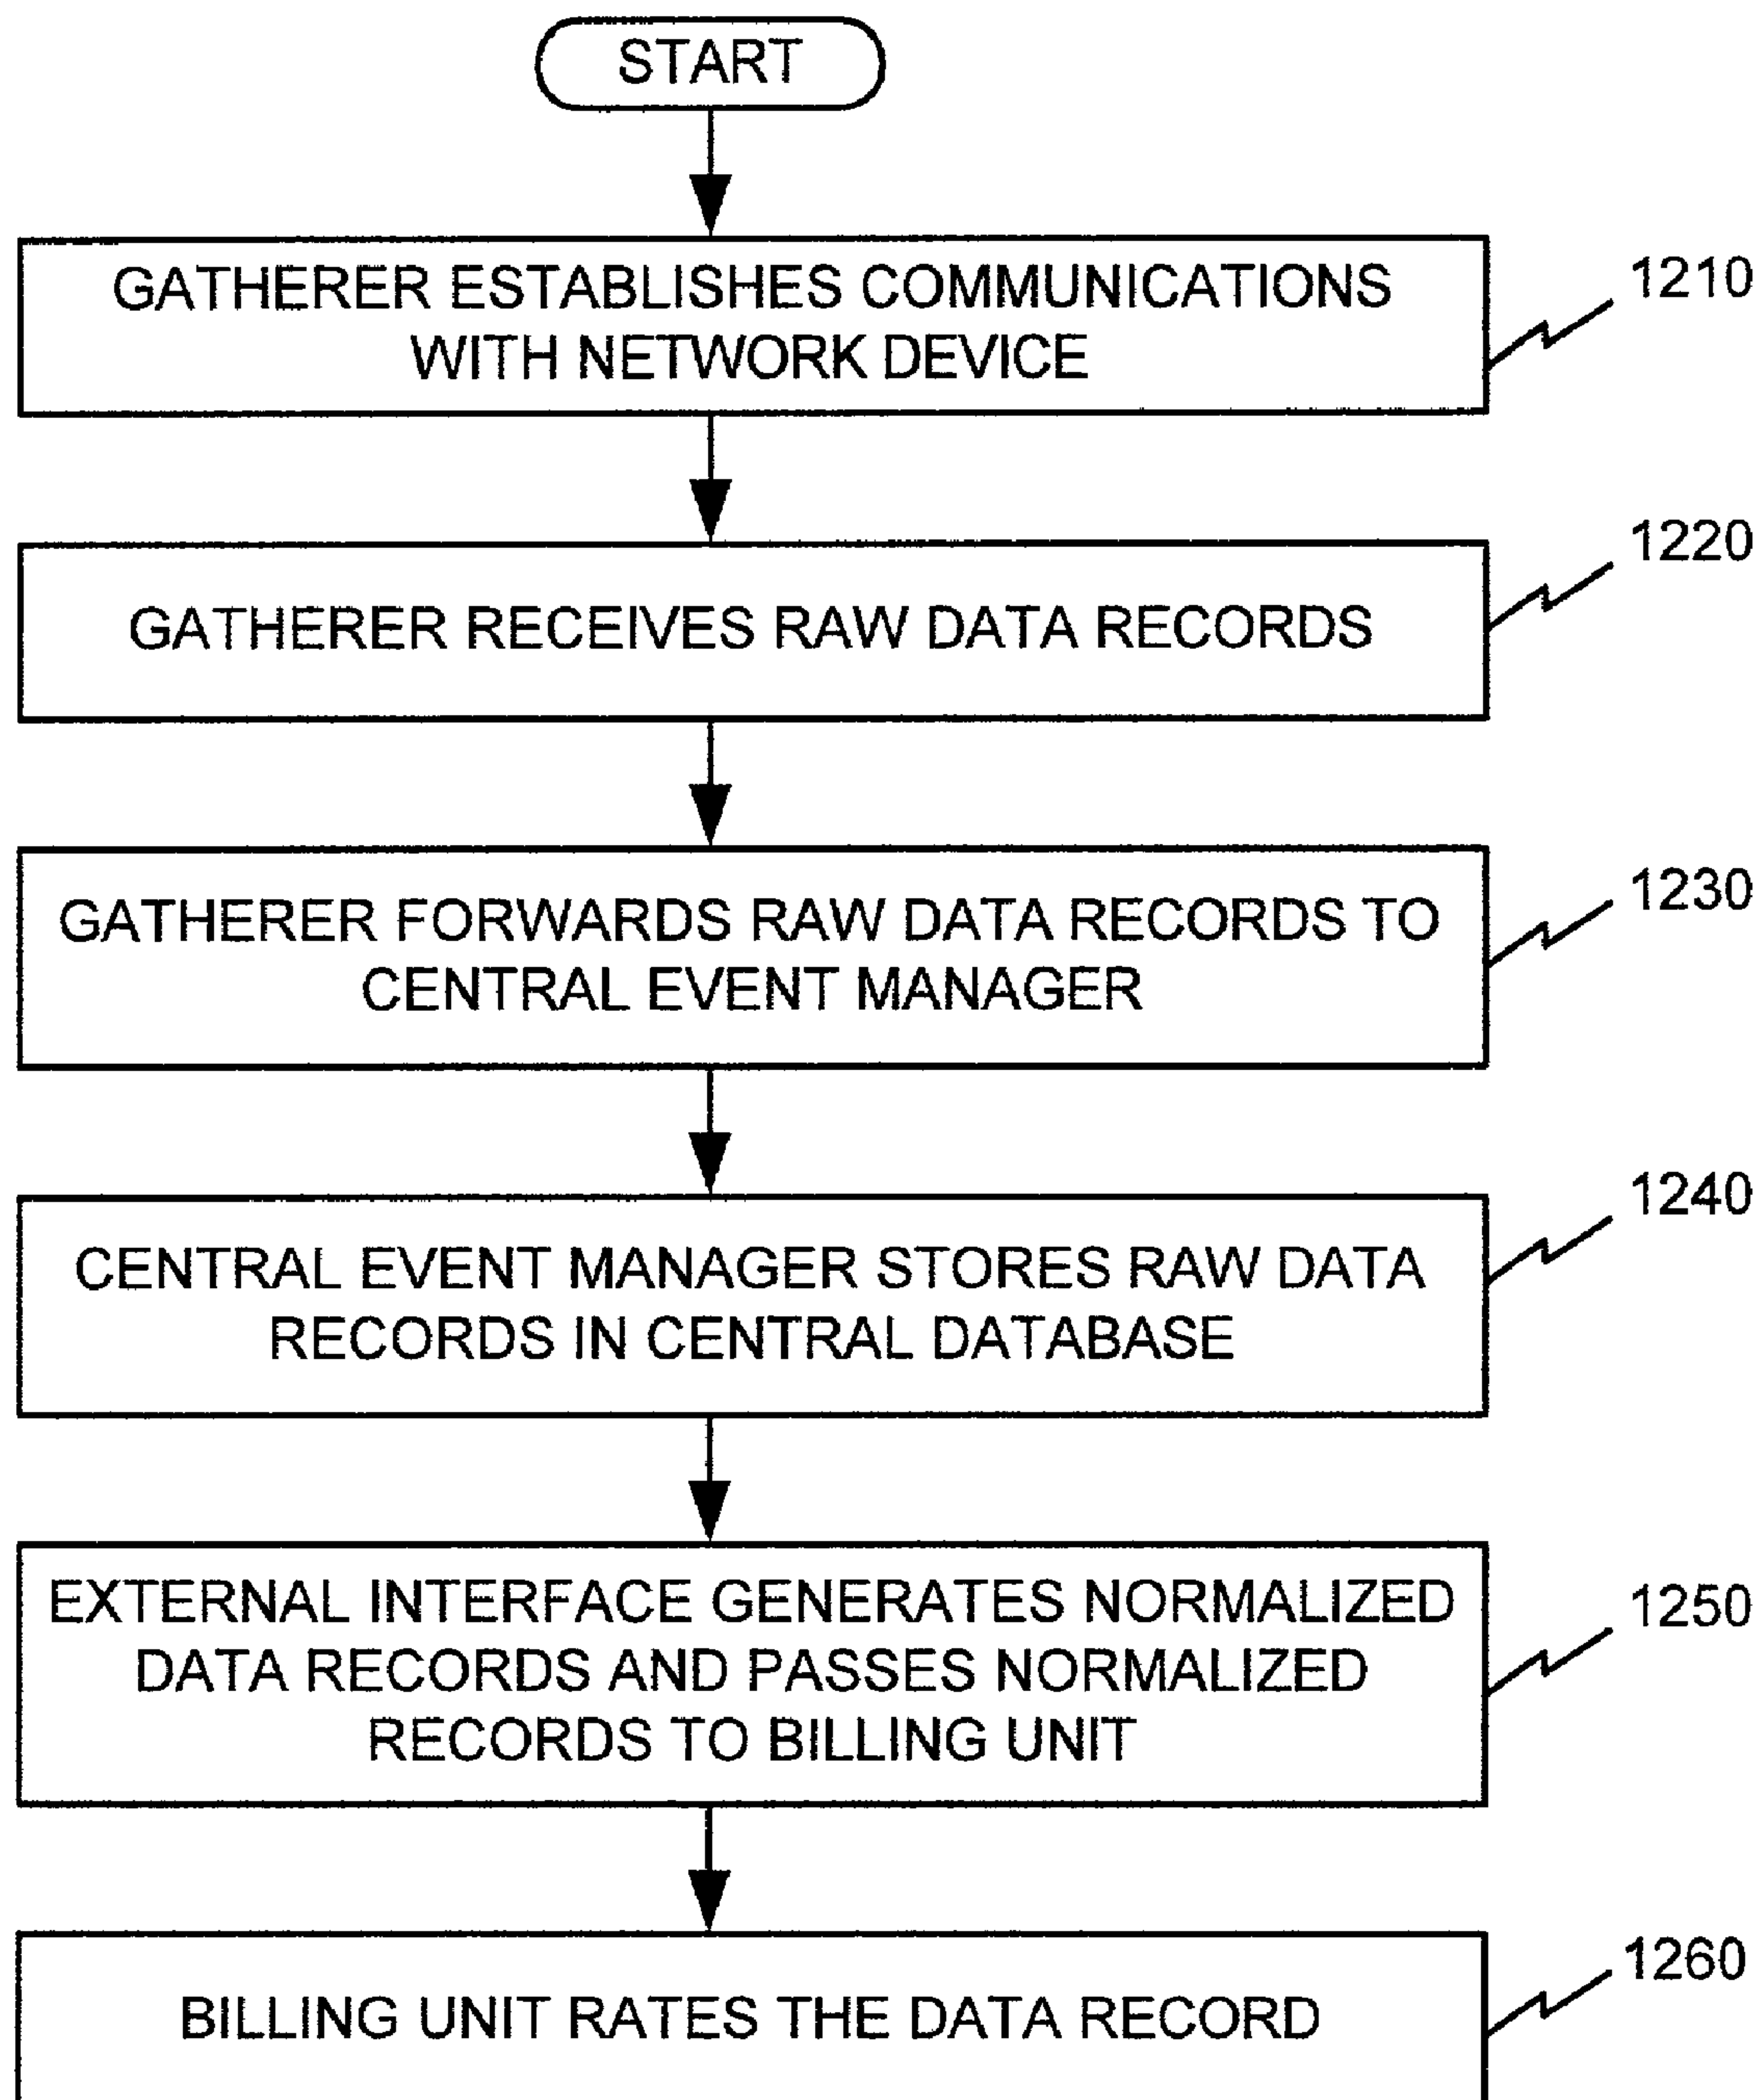 START
GATHERER ESTABLISHES COMMUNICATIONS
WITH NETWORK DEVICE
1210
GATHERER RECEIVES RAW DATA RECORDS
1220
GATHERER FORWARDS RAW DATA RECORDS TO
CENTRAL EVENT MANAGER
1230
CENTRAL EVENT MANAGER STORES RAW DATA
RECORDS IN CENTRAL DATABASE
1240
EXTERNAL INTERFACE GENERATES NORMALIZED
DATA RECORDS AND PASSES NORMALIZED
RECORDS TO BILLING UNIT
1250
BILLING UNIT RATES THE DATA RECORD
1260